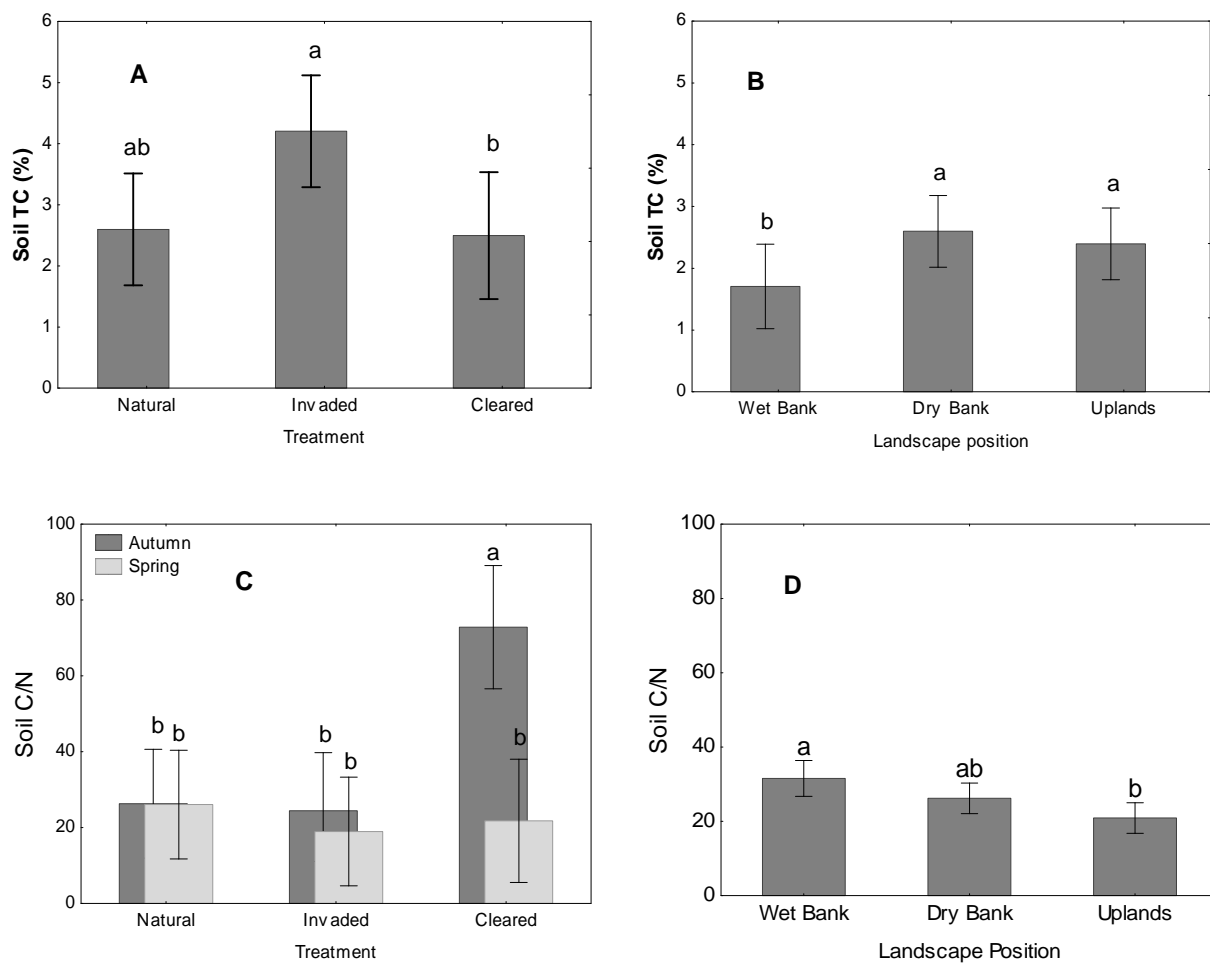 6
5
4
3
2
1
0
Soil TC (%)
A
ab
a
b
Natural Invaded Cleared
Treatment
6
5
4
3
2
1
0
Soil TC (%)
B
b
a
a
Wet Bank Dry Bank Uplands
Landscape position
100
80
60
40
20
0
Soil C/N
Autumn
Spring
C
b b
b b
a
b
Natural Invaded Cleared
Treatment
100
80
60
40
20
0
Soil C/N
D
a
ab
b
Wet Bank Dry Bank Uplands
Landscape Position